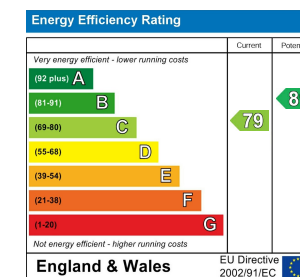 Energy Efficiency Rating
Current
Very energy efficient - lower running costs
(92 plus) A
(81-91) B
(69-80) C
79
(55-68) D
(39-54) E
(21-38) F
(1-20) G
Not energy efficient - higher running costs
England & Wales
EU Directive
2002/91/EC